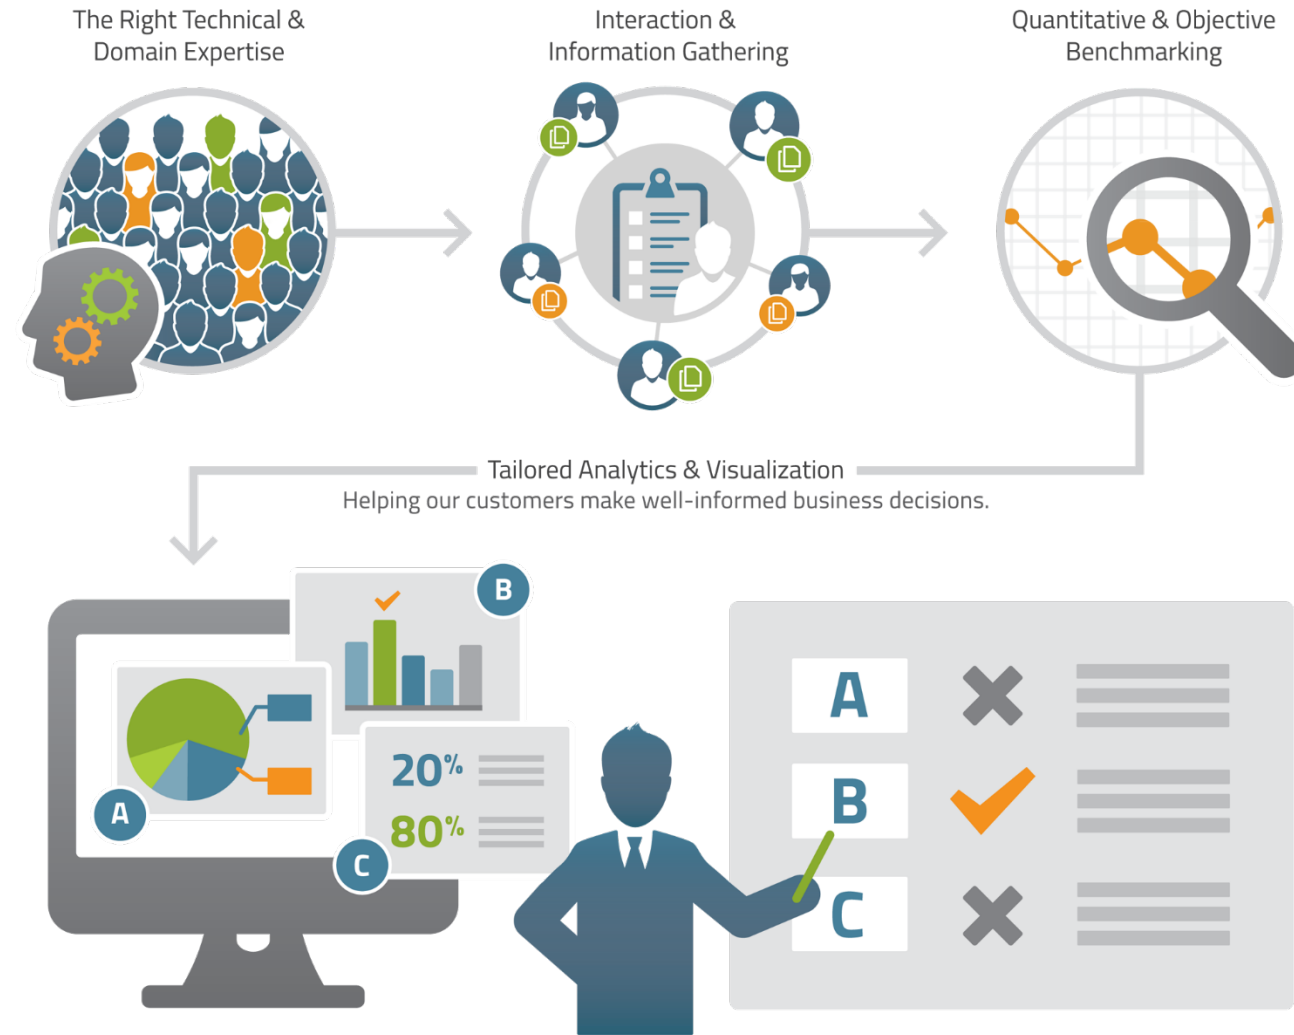 The Right Technical &
Domain Expertise
Interaction &
Information Gathering
Quantitative & Objective
Benchmarking
Tailored Analytics & Visualization
Helping our customers make well-informed business decisions.
B
A
20%
80%
C
A
B
C